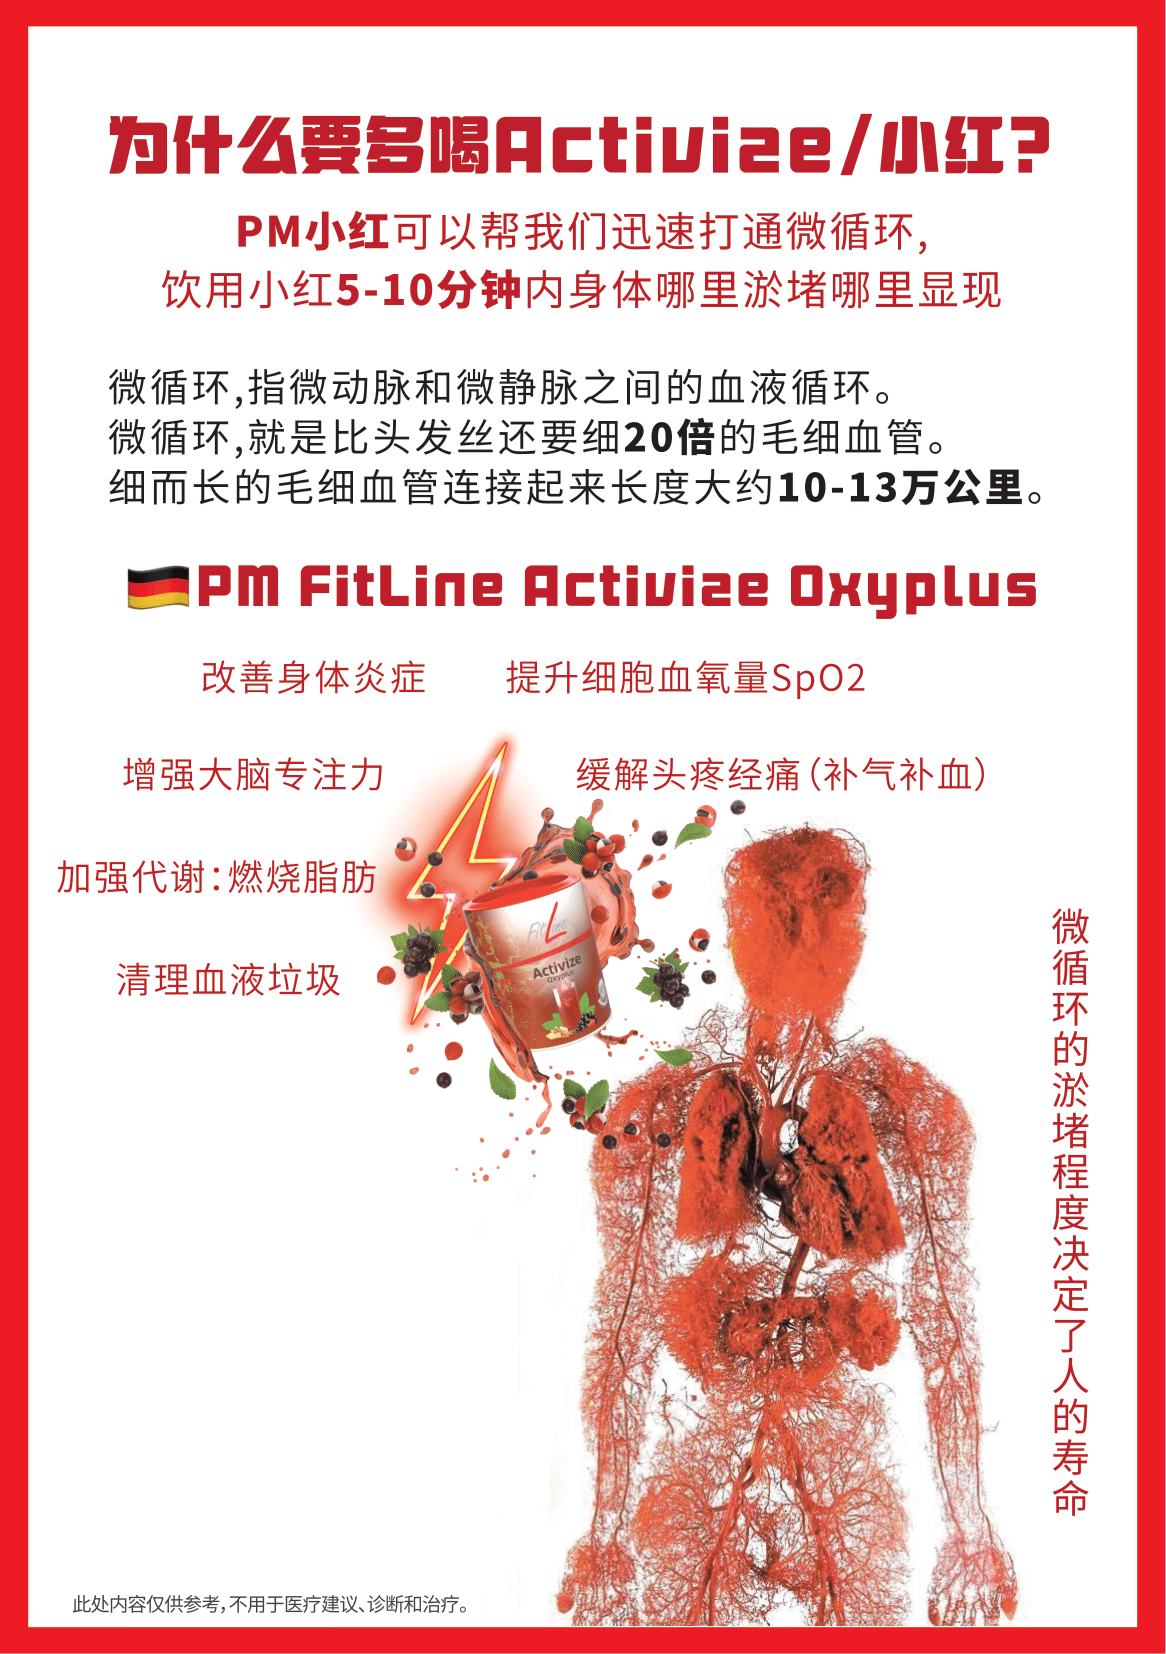 为什么要多喝Activize/小红?
PM小红可以帮我们迅速打通微循环,
饮用小红5-10分钟内身体哪里淤堵哪里显现
微循环,指微动脉和微静脉之间的血液循环。
微循环,就是比头发丝还要细20倍的毛细血管。
细而长的毛细血管连接起来长度大约10-13万公里。
PM FitLine Activize Oxyplus
改善身体炎症
提升细胞血氧量SpO2
增强大脑专注力
缓解头疼经痛(补气补血)
加强代谢:燃烧脂肪
清理血液垃圾
FitLine
Activize
Oxyplus
微循环的淤堵程度决定了人的寿命
此处内容仅供参考,不用于医疗建议、诊断和治疗。